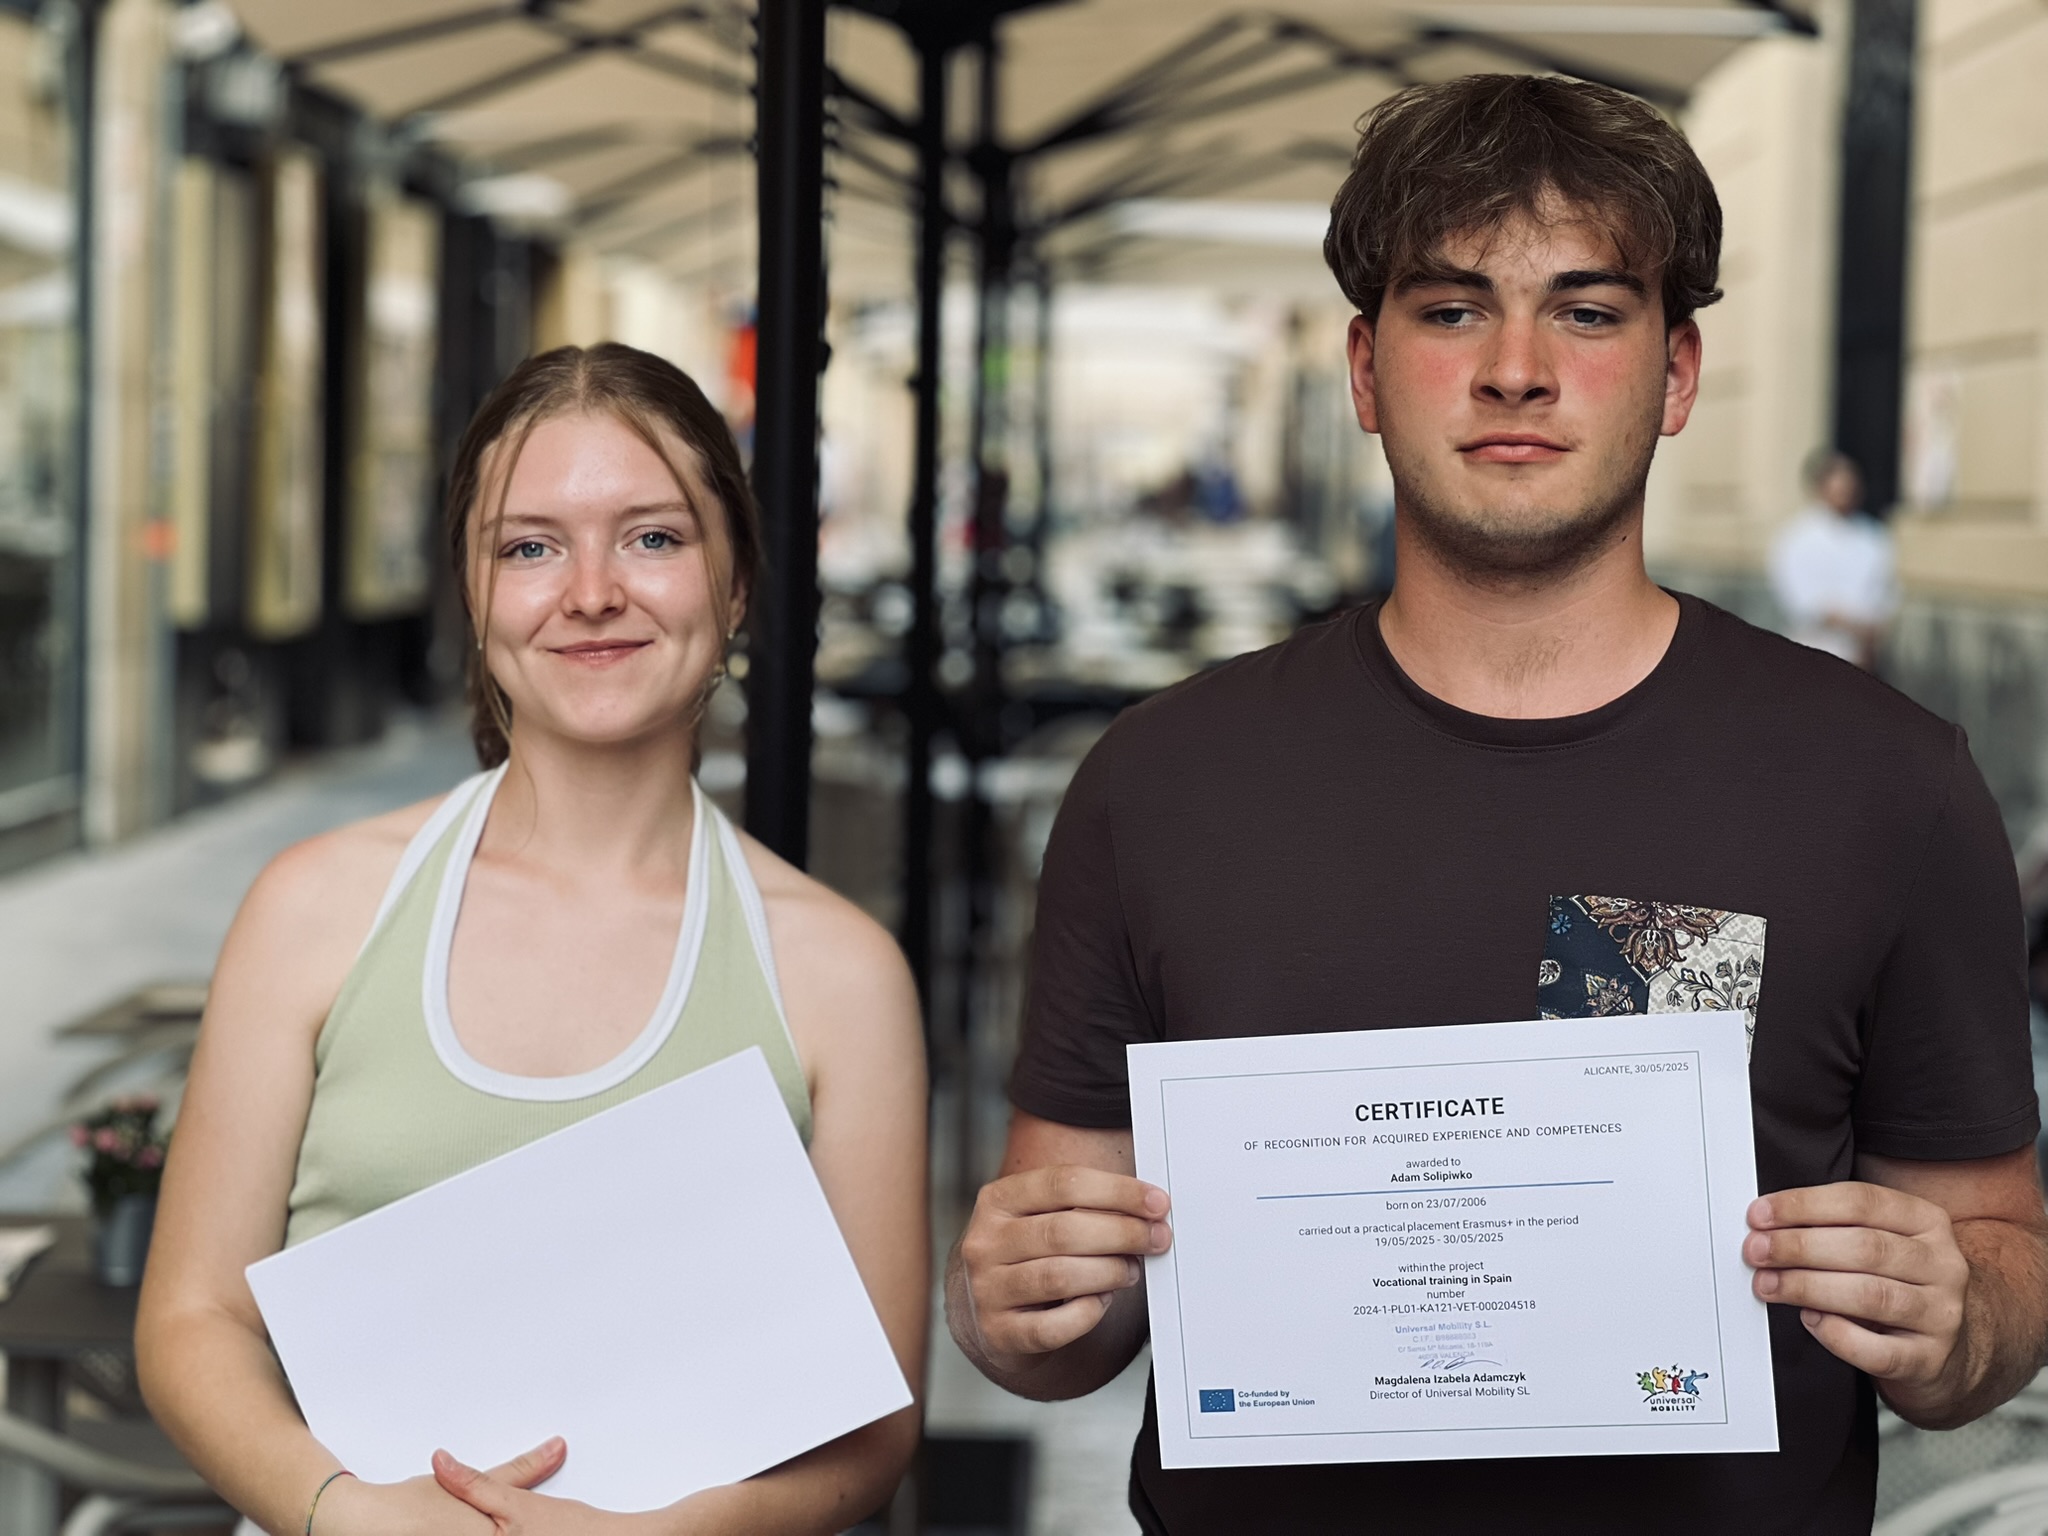 ALICANTE, 30/05/2025
CERTIFICATE
OF RECOGNITION FOR ACQUIRED EXPERIENCE AND COMPETENCES
awarded to
Adam Solipiwko
born on 23/07/2006
carried out a practical placement Erasmus+ in the period
19/05/2025 - 30/05/2025
within the project
Vocational training in Spain
number
2024-1-PL01-KA121-VET-000204518
Universal Mobility S.L.
C.I.F.:
VALENCIA
Magdalena Izabela Adamczyk
Director of Universal Mobility SL
Co-funded by
the European Union
universal
MOBILITY